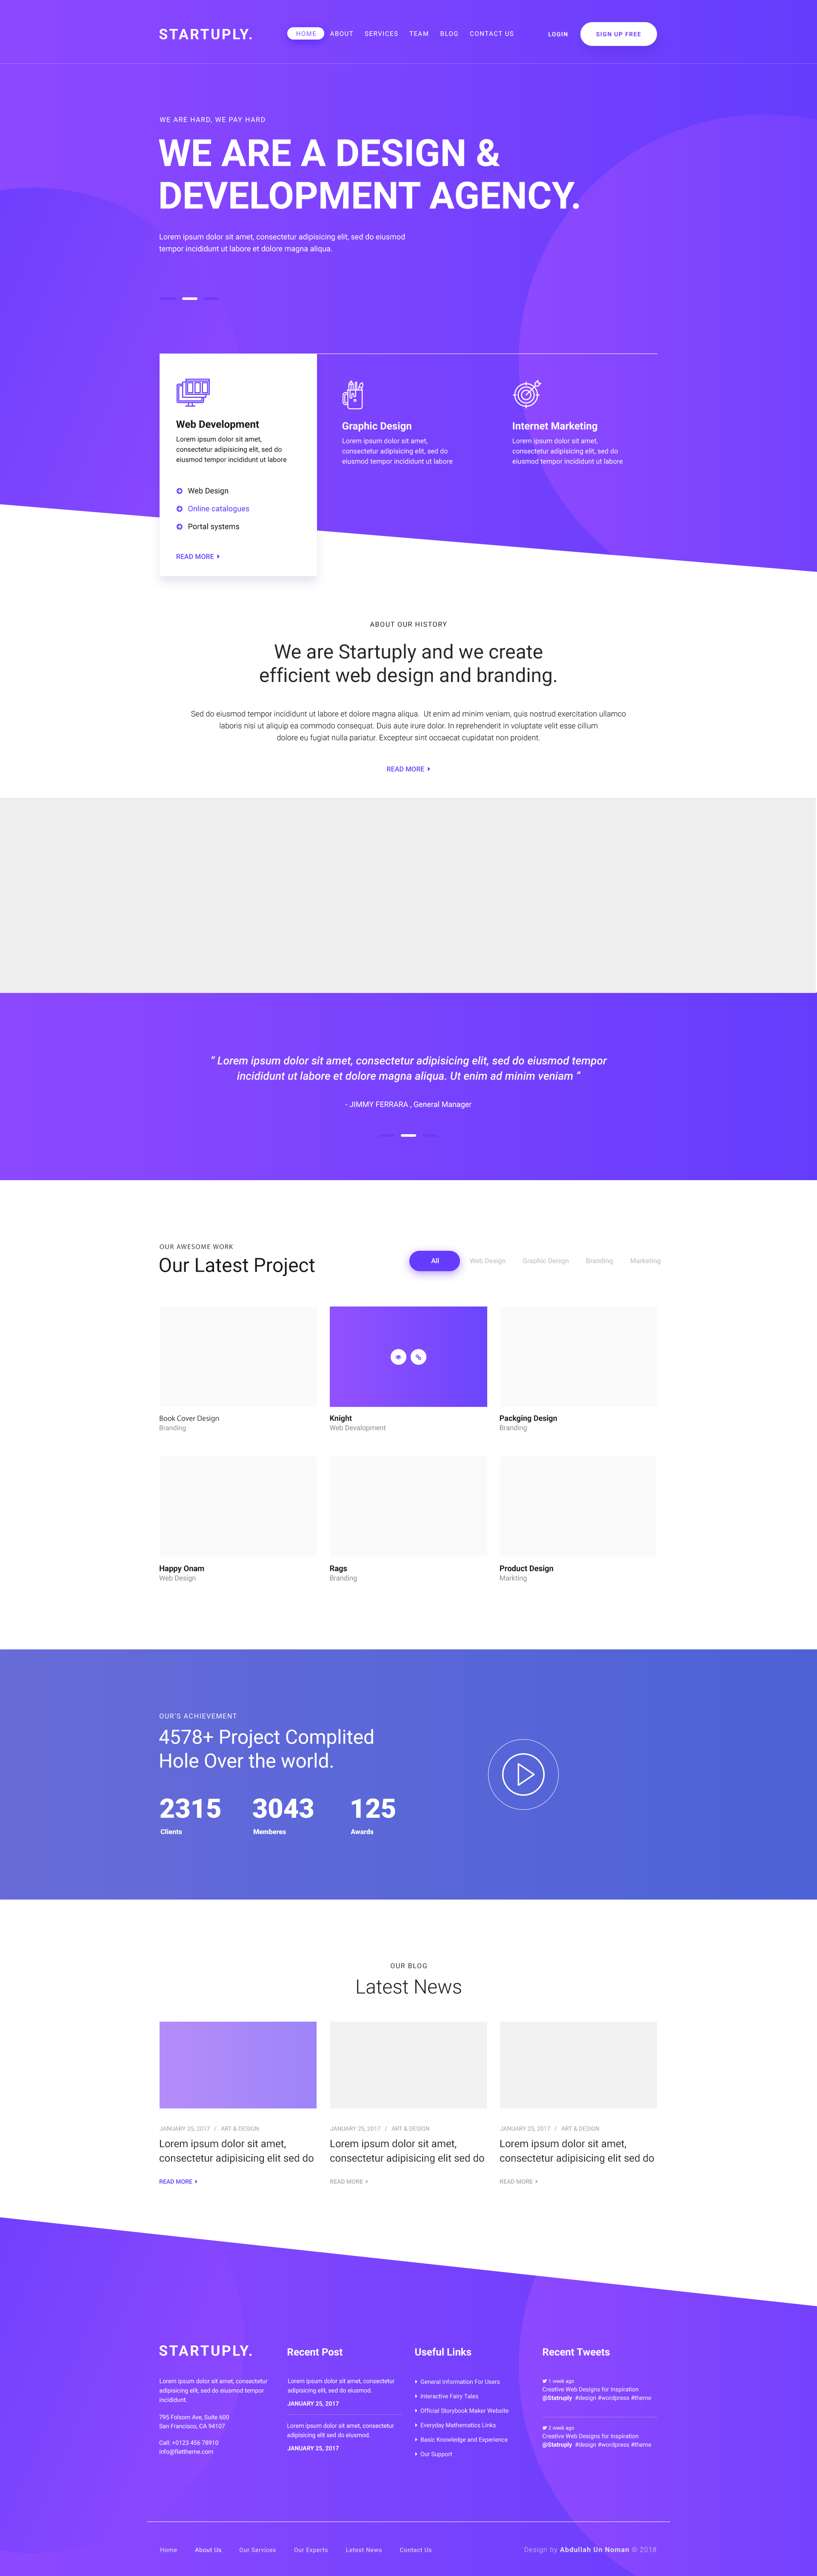 STARTUPLY.
HOME ABOUT SERVICES TEAM BLOG CONTACT US
LOGIN
SIGN UP FREE
WE ARE HARD, WE PAY HARD
WE ARE A DESIGN &
DEVELOPMENT AGENCY.
Lorem ipsum dolor sit amet, consectetur adipisicing elit, sed do eiusmod
tempor incididunt ut labore et dolore magna aliqua.
Web Development
Lorem ipsum dolor sit amet,
consectetur adipisicing elit, sed do
eiusmod tempor incididunt ut labore
Web Design
Online catalogues
Portal systems
READ MORE
Graphic Design
Lorem ipsum dolor sit amet,
consectetur adipisicing elit, sed do
eiusmod tempor incididunt ut labore
Internet Marketing
Lorem ipsum dolor sit amet,
consectetur adipisicing elit, sed do
eiusmod tempor incididunt ut labore
ABOUT OUR HISTORY
We are Startuply and we create
efficient web design and branding.
Sed do eiusmod tempor incididunt ut labore et dolore magna aliqua. Ut enim ad minim veniam, quis nostrud exercitation ullamco
laboris nisi ut aliquip ea commodo consequat. Duis aute irure dolor. In reprehenderit in voluptate velit esse cillum
dolore eu fugiat nulla pariatur. Excepteur sint occaecat cupidatat non proident.
READ MORE
“ Lorem ipsum dolor sit amet, consectetur adipisicing elit, sed do eiusmod tempor
incididunt ut labore et dolore magna aliqua. Ut enim ad minim veniam ”
- JIMMY FERRARA , General Manager
OUR AWESOME WORK
Our Latest Project
All Web Design Graphic Deisgn Branding Marketing
Book Cover Design
Branding
Knight
Web Devalopment
Packging Design
Branding
Happy Onam
Web Design
Rags
Branding
Product Design
Markting
OUR'S ACHIEVEMENT
4578+ Project Complited
Hole Over the world.
2315 3043 125
Clients Memberes Awards
OUR BLOG
Latest News
JANUARY 25, 2017 / ART & DESIGN
Lorem ipsum dolor sit amet,
consectetur adipisicing elit sed do
READ MORE
JANUARY 25, 2017 / ART & DESIGN
Lorem ipsum dolor sit amet,
consectetur adipisicing elit sed do
READ MORE
JANUARY 25, 2017 / ART & DESIGN
Lorem ipsum dolor sit amet,
consectetur adipisicing elit sed do
READ MORE
STARTUPLY.
Lorem ipsum dolor sit amet, consectetur
adipisicing elit, sed do eiusmod tempor
incididunt.
795 Folsom Ave, Suite 600
San Francisco, CA 94107
Call: +0123 456 78910
info@flattheme.com
Recent Post
Lorem ipsum dolor sit amet, consectetur
adipisicing elit, sed do eiusmod.
JANUARY 25, 2017
Lorem ipsum dolor sit amet, consectetur
adipisicing elit, sed do eiusmod.
JANUARY 25, 2017
Useful Links
General Information For Users
Interactive Fairy Tales
Official Storybook Maker Website
Everyday Mathematics Links
Basic Knowledge and Experience
Our Support
Recent Tweets
1 week ago
Creative Web Designs for Inspiration
@Statruply #design #wordpress #theme
2 week ago
Creative Web Designs for Inspiration
@Statruply #design #wordpress #theme
Home About Us Our Services Our Experts Letest News Contact Us
Design by Abdullah Un Noman © 2018